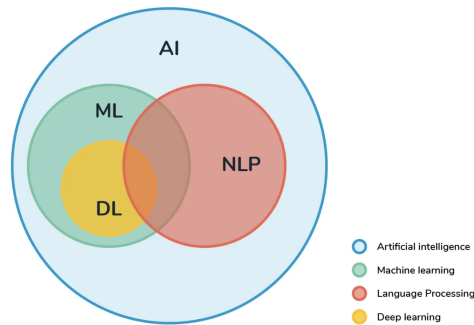 AI
ML
NLP
DL
Artificial intelligence
Machine learning
Language Processing
Deep learning